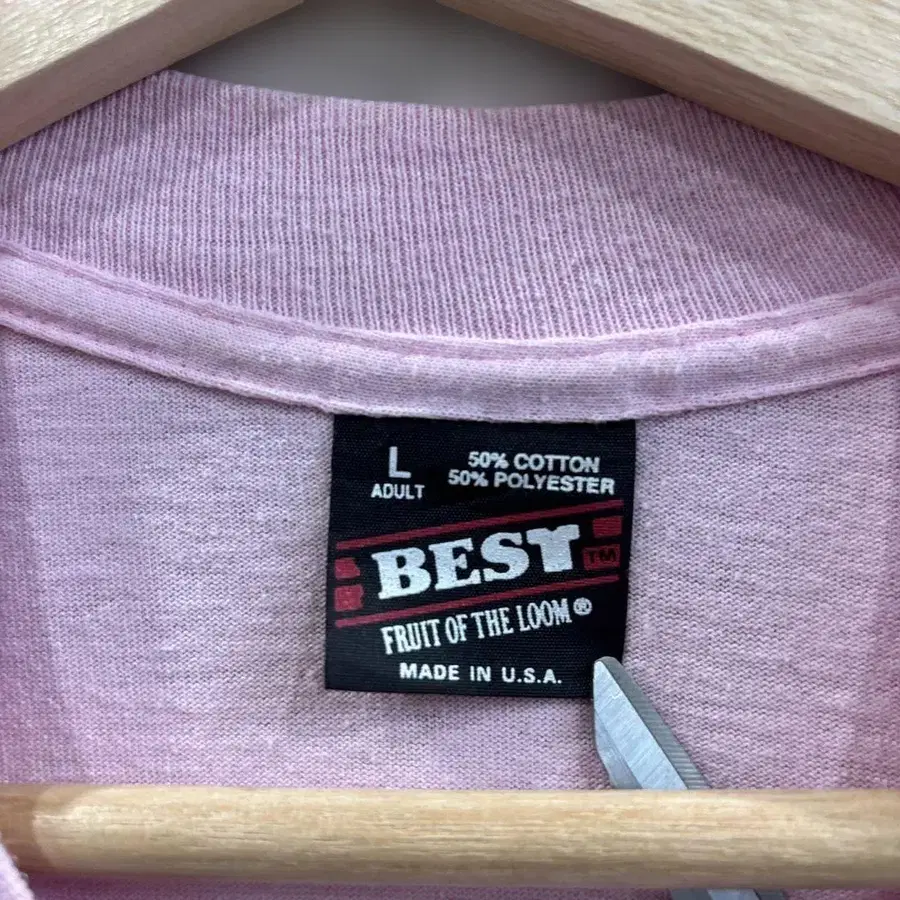 L
ADULT
50% COTTON
50% POLYESTER
BEST
TM
FRUIT OF THE LOOM®
MADE IN U.S.A.